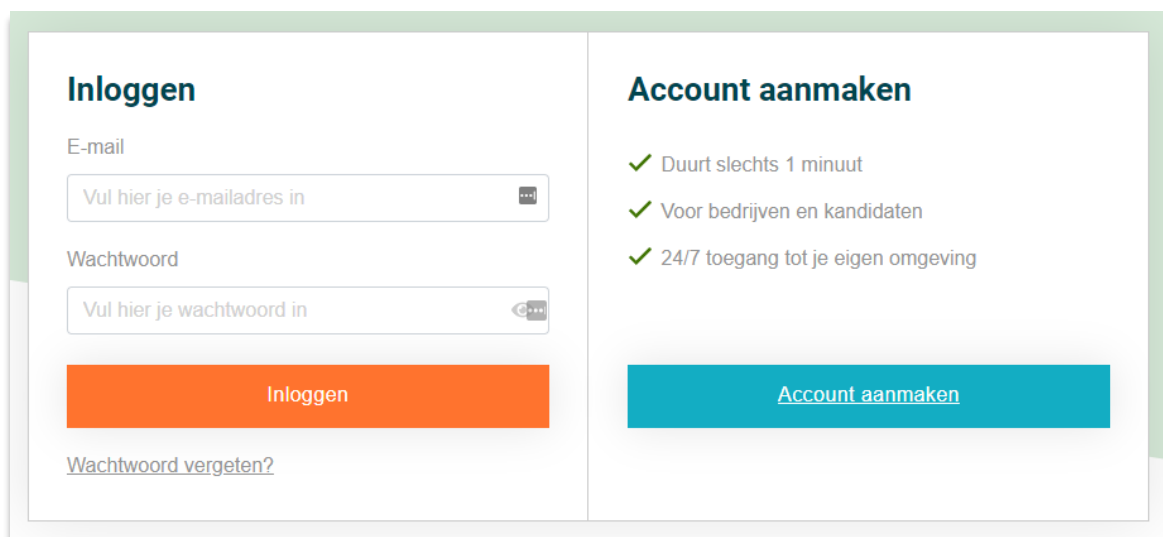 Inloggen
E-mail
Vul hier je e-mailadres in
Wachtwoord
Vul hier je wachtwoord in
Inloggen
Wachtwoord vergeten?
Account aanmaken
Duurt slechts 1 minuut
Voor bedrijven en kandidaten
24/7 toegang tot je eigen omgeving
Account aanmaken